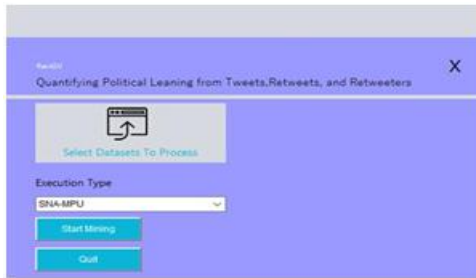 Quantifying Political Leaning from Tweets,Retweets, and Retweeters
X
Select Datasets To Process
Execution Type
SNA-MPU
Start Mining
Quit